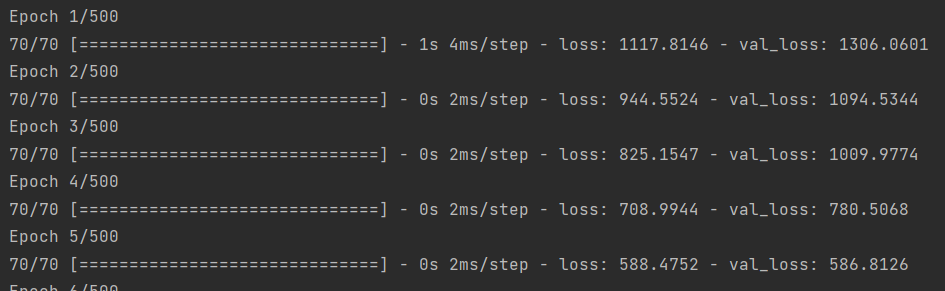 Epoch 1/500
70/70 [==============================] - 1s 4ms/step - loss: 1117.8146 - val_loss: 1306.0601
Epoch 2/500
70/70 [==============================] - 0s 2ms/step - loss: 944.5524 - val_loss: 1094.5344
Epoch 3/500
70/70 [==============================] - 0s 2ms/step - loss: 825.1547 - val_loss: 1009.9774
Epoch 4/500
70/70 [==============================] - 0s 2ms/step - loss: 708.9944 - val_loss: 780.5068
Epoch 5/500
70/70 [==============================] - 0s 2ms/step - loss: 588.4752 - val_loss: 586.8126
Epoch 6/500